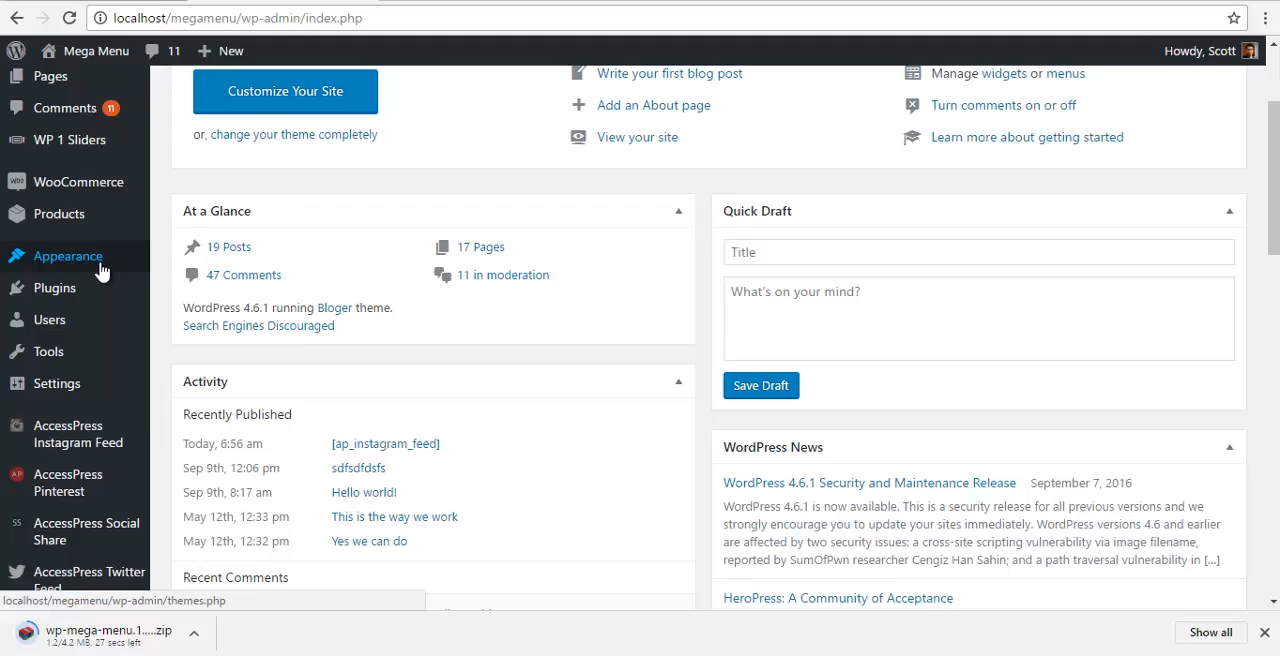 localhost/megamenu/wp-admin/index.php
Mega Menu 11 New Howdy, Scott
Pages
Comments 11
WP 1 Sliders
WooCommerce
Products
Appearance
Plugins
Users
Tools
Settings
AccessPress
Instagram Feed
AccessPress
Pinterest
AccessPress Social
Share
AccessPress Twitter
Feed
Customize Your Site
or, change your theme completely
Write your first blog post
Add an About page
View your site
Manage widgets or menus
Turn comments on or off
Learn more about getting started
At a Glance
19 Posts 17 Pages
47 Comments 11 in moderation
WordPress 4.6.1 running Bloger theme.
Search Engines Discouraged
Activity
Recently Published
Today, 6:56 am [ap_instagram_feed]
Sep 9th, 12:06 pm sdfsdfdsfs
Sep 9th, 8:17 am Hello world!
May 12th, 12:33 pm This is the way we work
May 12th, 12:32 pm Yes we can do
Recent Comments
Quick Draft
Title
What's on your mind?
Save Draft
WordPress News
WordPress 4.6.1 Security and Maintenance Release September 7, 2016
WordPress 4.6.1 is now available. This is a security release for all previous versions and we
strongly encourage you to update your sites immediately. WordPress versions 4.6 and earlier
are affected by two security issues: a cross-site scripting vulnerability via image filename,
reported by SumOfPwn researcher Cengiz Han Sahin; and a path traversal vulnerability in [...]
HeroPress: A Community of Acceptance
localhost/megamenu/wp-admin/themes.php
wp-mega-menu.1.....zip
1.2/4.2 MB, 27 secs left
Show all